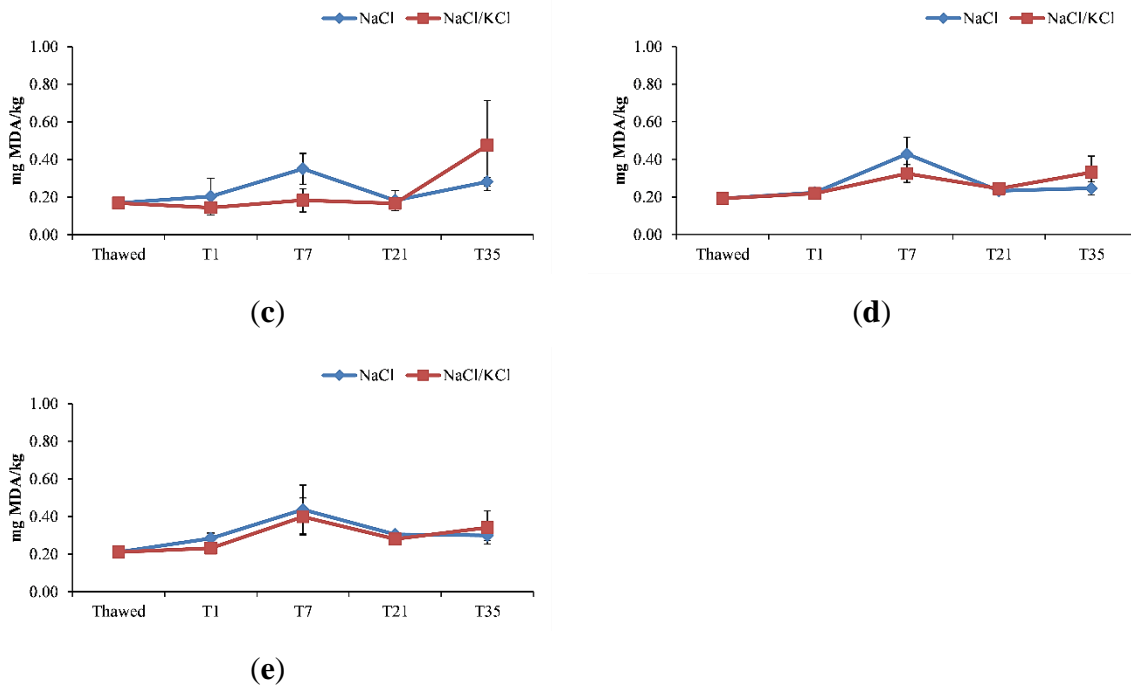 NaCl NaCl/KCl
mg MDA/kg
1.00
0.80
0.60
0.40
0.20
0.00
Thawed T1 T7 T21 T35
(c)
NaCl NaCl/KCl
mg MDA/kg
1.00
0.80
0.60
0.40
0.20
0.00
Thawed T1 T7 T21 T35
(d)
NaCl NaCl/KCl
mg MDA/kg
1.00
0.80
0.60
0.40
0.20
0.00
Thawed T1 T7 T21 T35
(e)